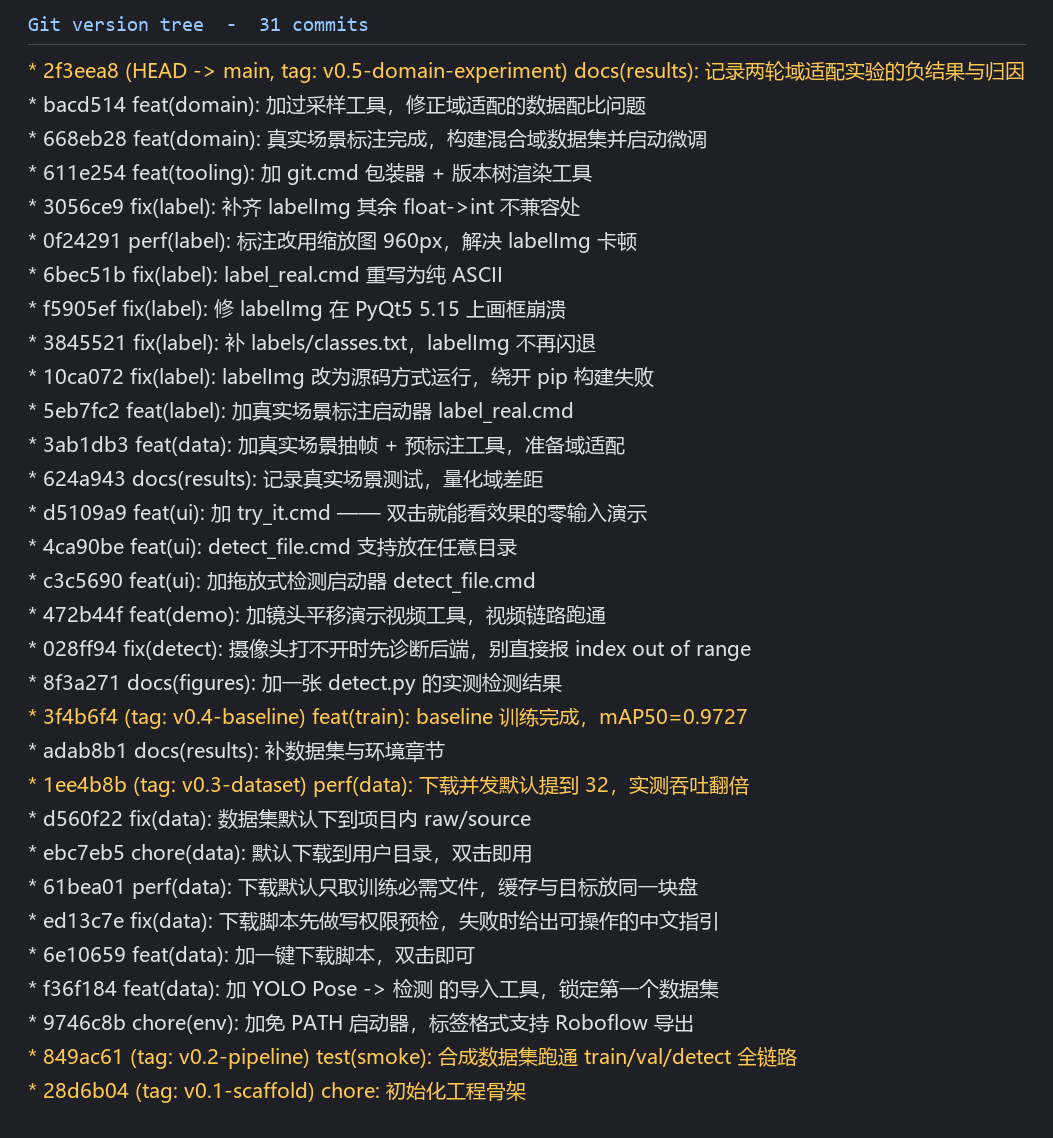 Git version tree  -  31 commits
* 2f3eea8 (HEAD -> main, tag: v0.5-domain-experiment) docs(results): 记录两轮域适配实验的负结果与归因
* bacd514 feat(domain): 加过采样工具，修正域适配的数据配比问题
* 668eb28 feat(domain): 真实场景标注完成，构建混合域数据集并启动微调
* 611e254 feat(tooling): 加 git.cmd 包装器 + 版本树渲染工具
* 3056ce9 fix(label): 补齐 labelImg 其余 float->int 不兼容处
* 0f24291 perf(label): 标注改用缩放图 960px，解决 labelImg 卡顿
* 6bec51b fix(label): label_real.cmd 重写为纯 ASCII
* f5905ef fix(label): 修 labelImg 在 PyQt5 5.15 上画框崩溃
* 3845521 fix(label): 补 labels/classes.txt，labelImg 不再闪退
* 10ca072 fix(label): labelImg 改为源码方式运行，绕开 pip 构建失败
* 5eb7fc2 feat(label): 加真实场景标注启动器 label_real.cmd
* 3ab1db3 feat(data): 加真实场景抽帧 + 预标注工具，准备域适配
* 624a943 docs(results): 记录真实场景测试，量化域差距
* d5109a9 feat(ui): 加 try_it.cmd —— 双击就能看效果的零输入演示
* 4ca90be feat(ui): detect_file.cmd 支持放在任意目录
* c3c5690 feat(ui): 加拖放式检测启动器 detect_file.cmd
* 472b44f feat(demo): 加镜头平移演示视频工具，视频链路跑通
* 028ff94 fix(detect): 摄像头打不开时先诊断后端，别直接报 index out of range
* 8f3a271 docs(figures): 加一张 detect.py 的实测检测结果
* 3f4b6f4 (tag: v0.4-baseline) feat(train): baseline 训练完成，mAP50=0.9727
* adab8b1 docs(results): 补数据集与环境章节
* 1ee4b8b (tag: v0.3-dataset) perf(data): 下载并发默认提到 32，实测吞吐翻倍
* d560f22 fix(data): 数据集默认下到项目内 raw/source
* ebc7eb5 chore(data): 默认下载到用户目录，双击即用
* 61bea01 perf(data): 下载默认只取训练必需文件，缓存与目标放同一块盘
* ed13c7e fix(data): 下载脚本先做写权限预检，失败时给出可操作的中文指引
* 6e10659 feat(data): 加一键下载脚本，双击即可
* f36f184 feat(data): 加 YOLO Pose -> 检测 的导入工具，锁定第一个数据集
* 9746c8b chore(env): 加免 PATH 启动器，标签格式支持 Roboflow 导出
* 849ac61 (tag: v0.2-pipeline) test(smoke): 合成数据集跑通 train/val/detect 全链路
* 28d6b04 (tag: v0.1-scaffold) chore: 初始化工程骨架